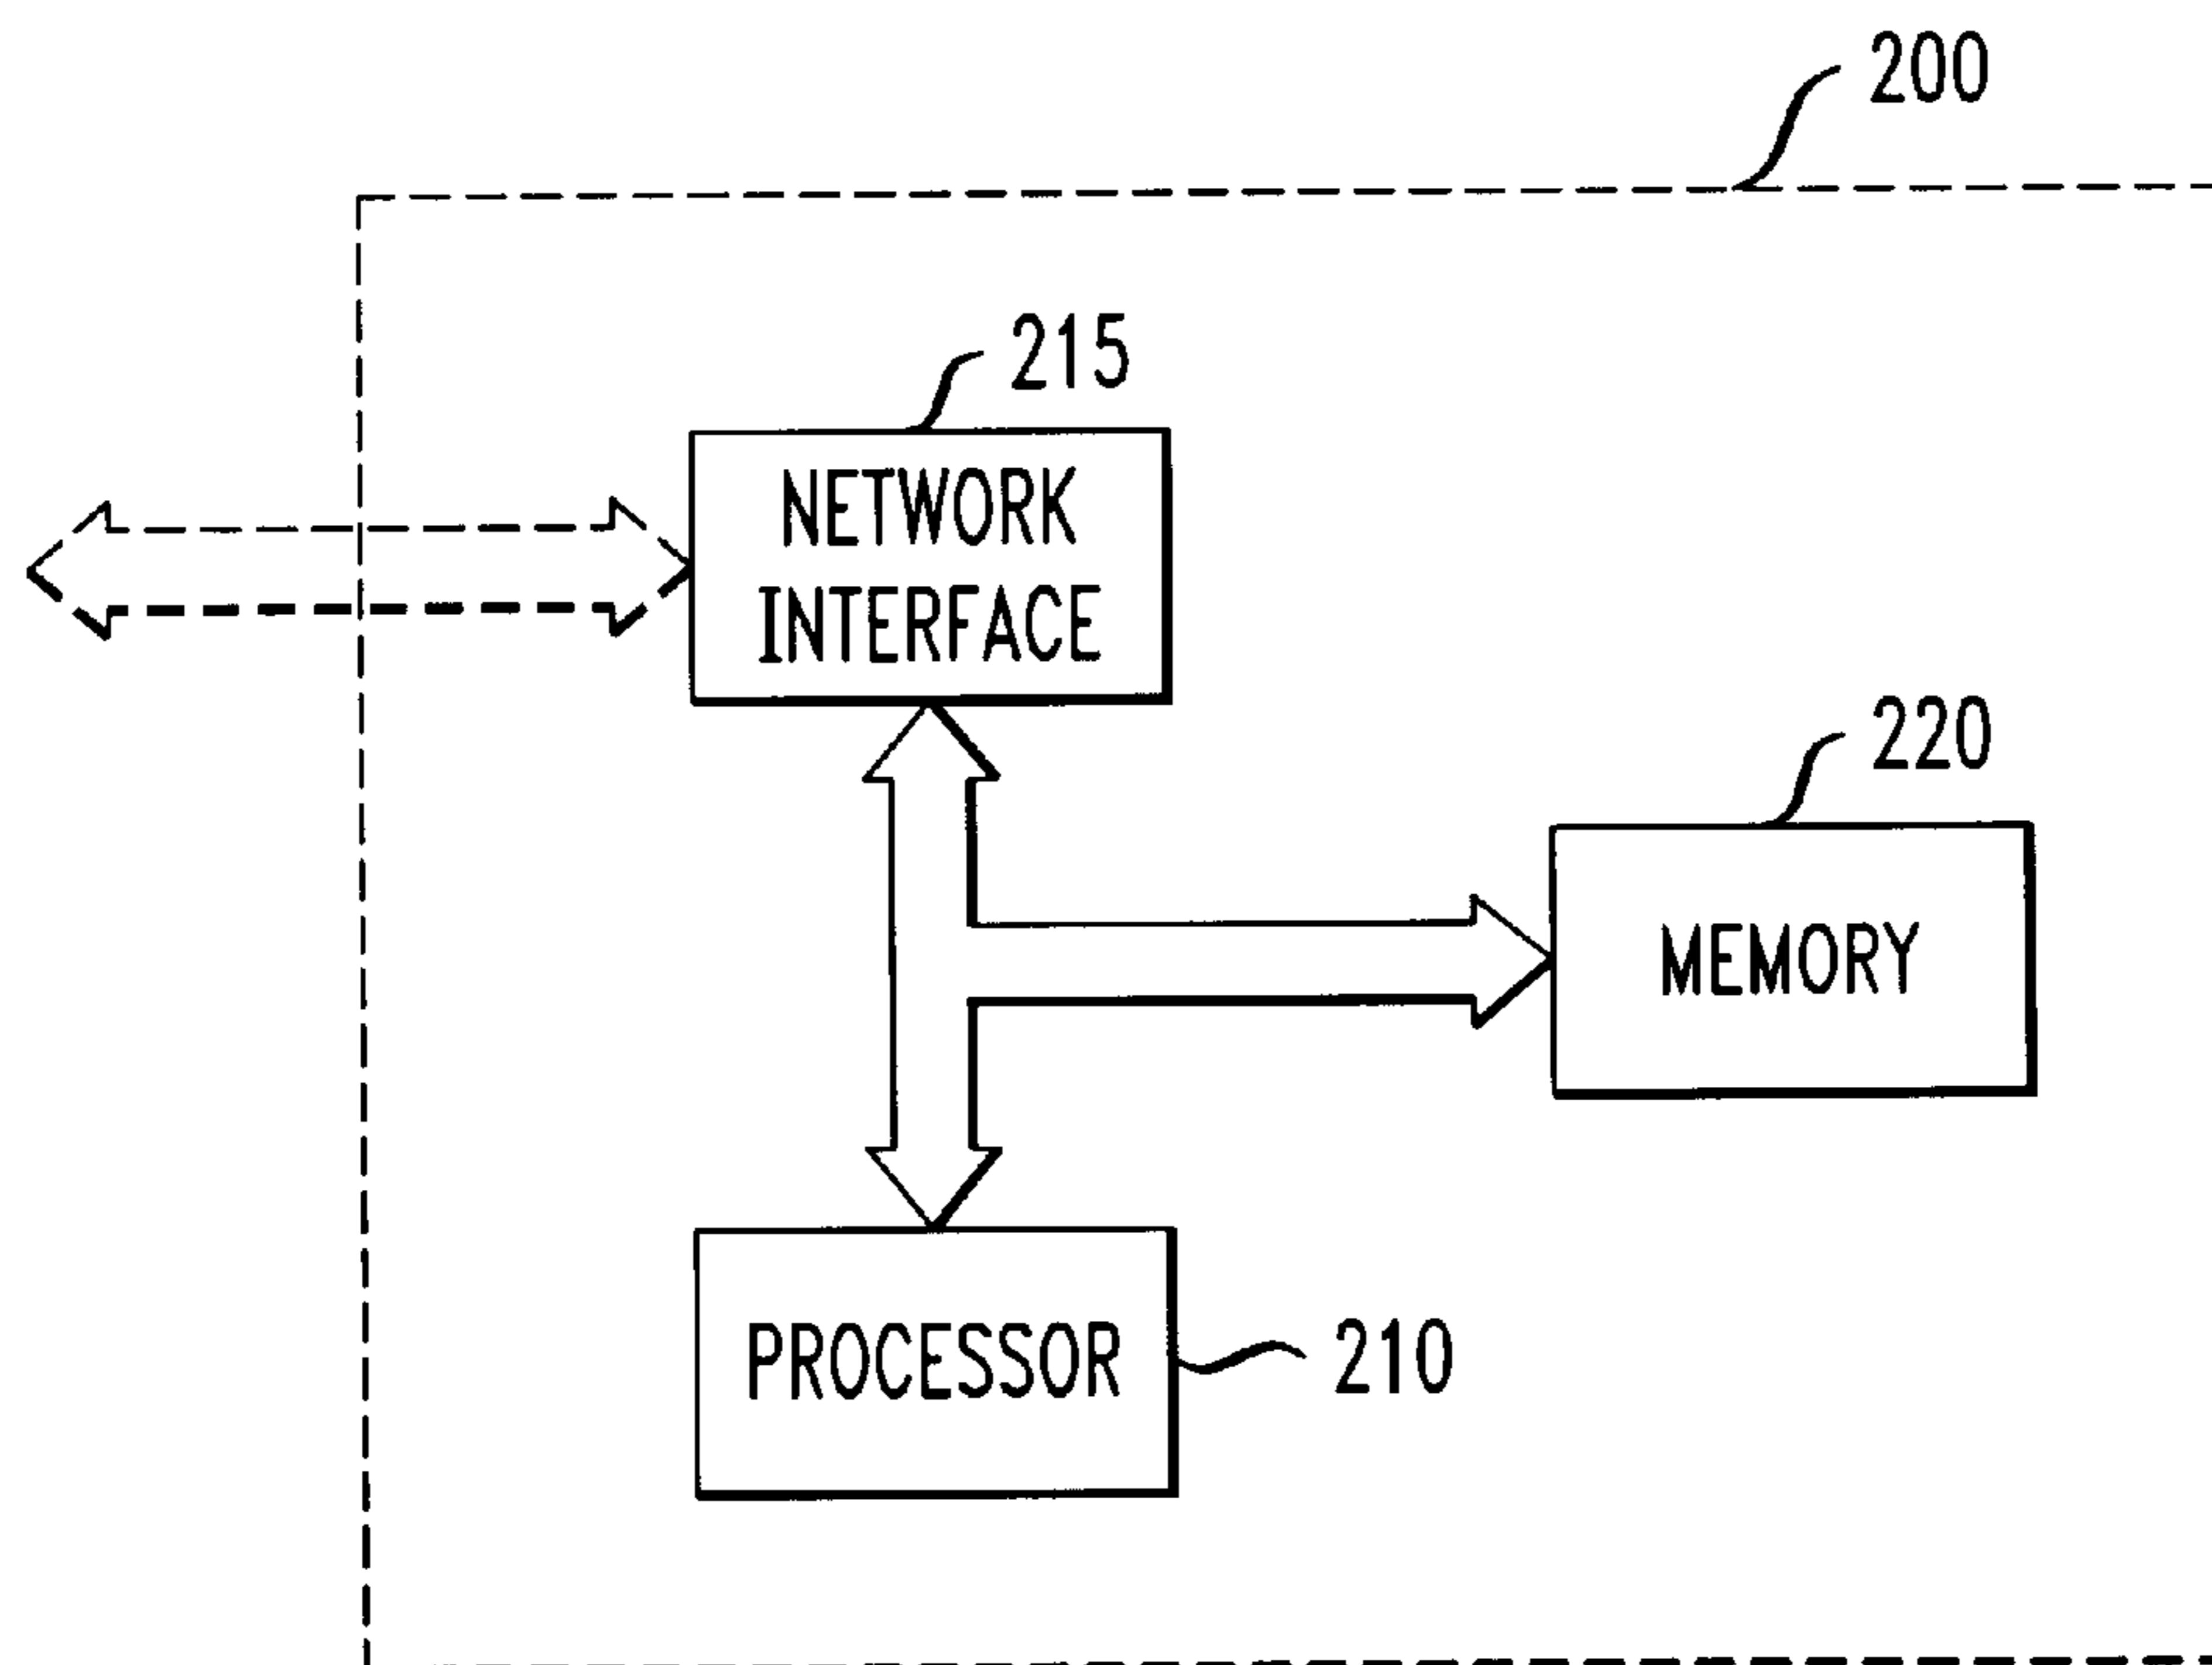 200
215
NETWORK
INTERFACE
220
MEMORY
PROCESSOR
210